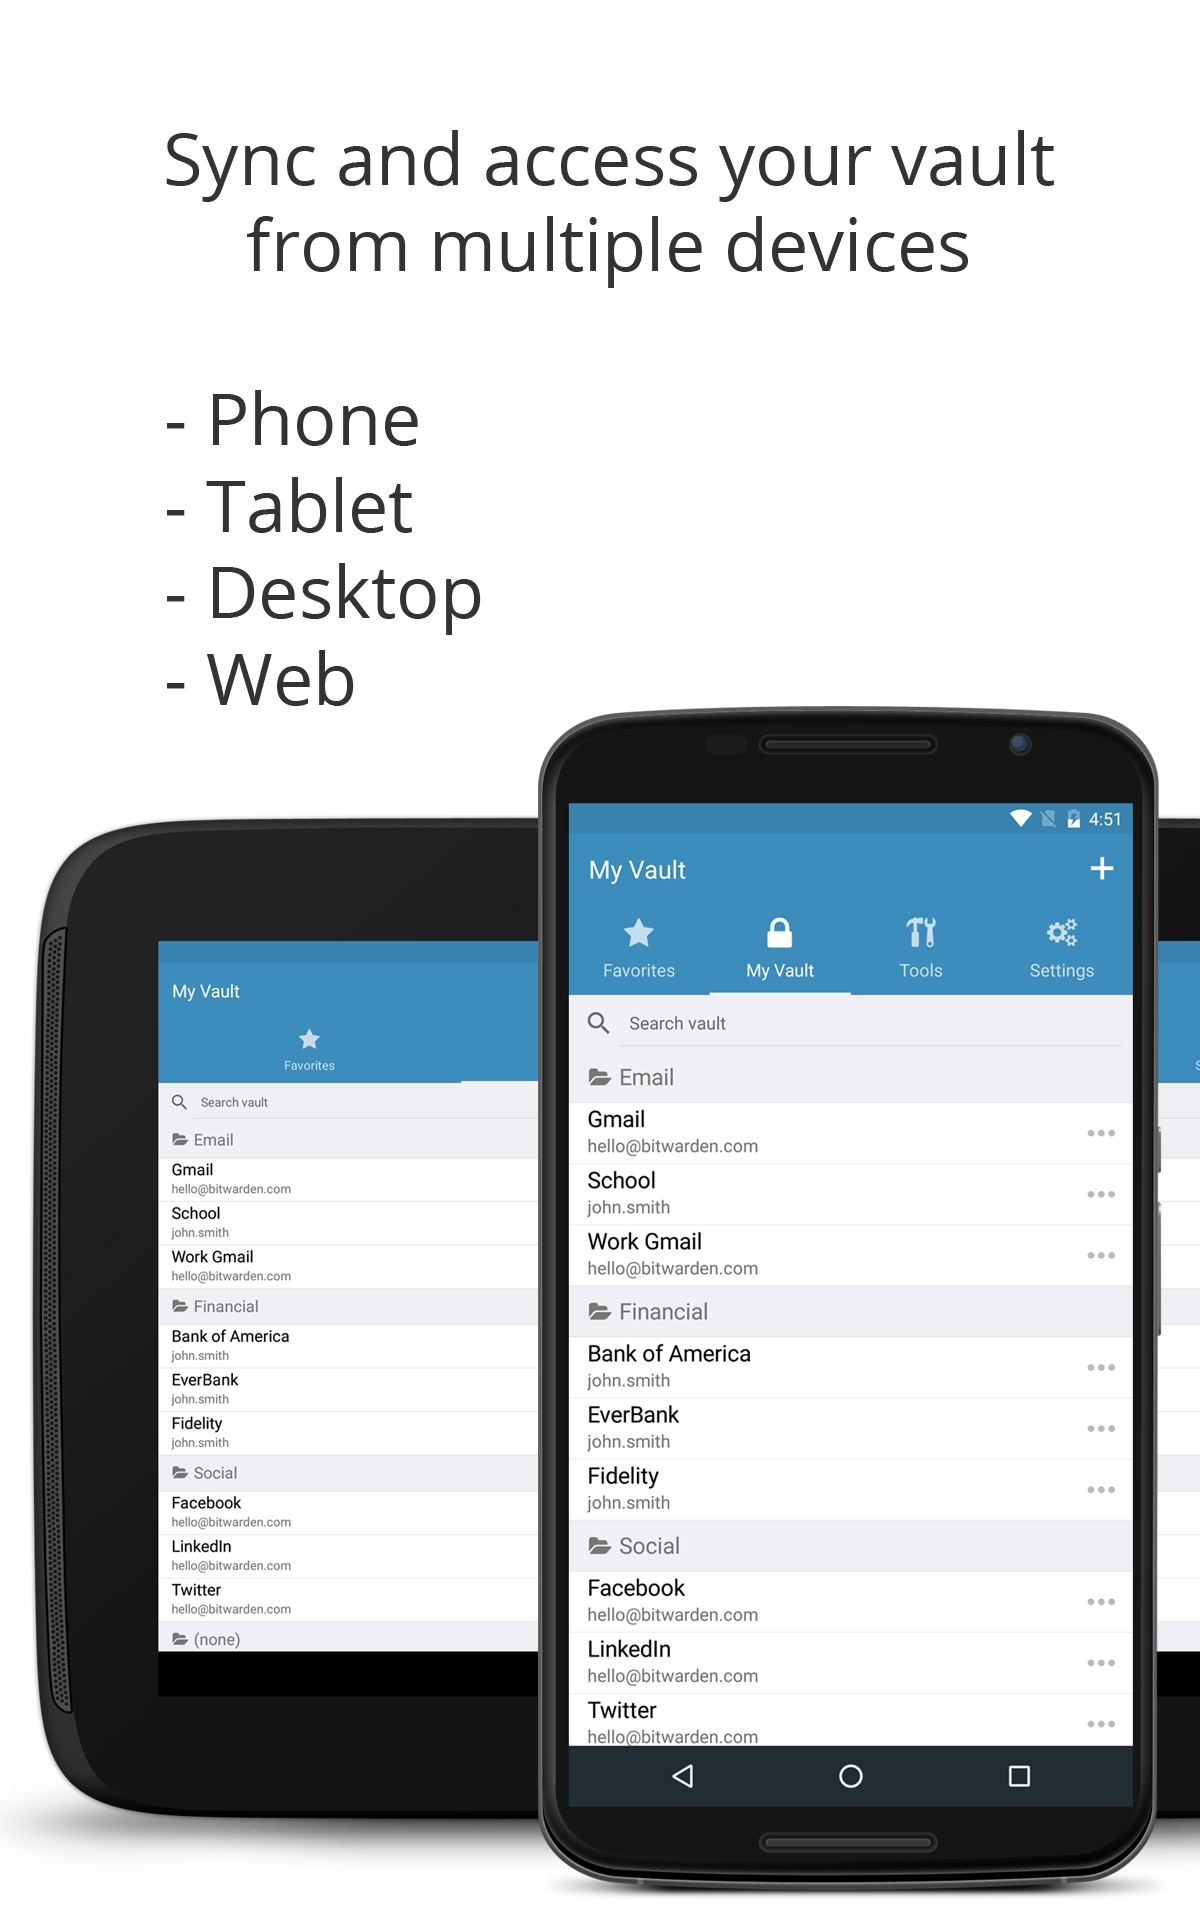 Sync and access your vault
from multiple devices
- Phone
- Tablet
- Desktop
- Web
My Vault
Favorites
Search vault
Email
Gmail
hello@bitwarden.com
School
john.smith
Work Gmail
hello@bitwarden.com
Financial
Bank of America
john.smith
EverBank
john.smith
Fidelity
john.smith
Social
Facebook
hello@bitwarden.com
LinkedIn
hello@bitwarden.com
Twitter
hello@bitwarden.com
(none)
4:51
My Vault
Favorites My Vault Tools Settings
Search vault
Email
Gmail
hello@bitwarden.com
School
john.smith
Work Gmail
hello@bitwarden.com
Financial
Bank of America
john.smith
EverBank
john.smith
Fidelity
john.smith
Social
Facebook
hello@bitwarden.com
LinkedIn
hello@bitwarden.com
Twitter
hello@bitwarden.com